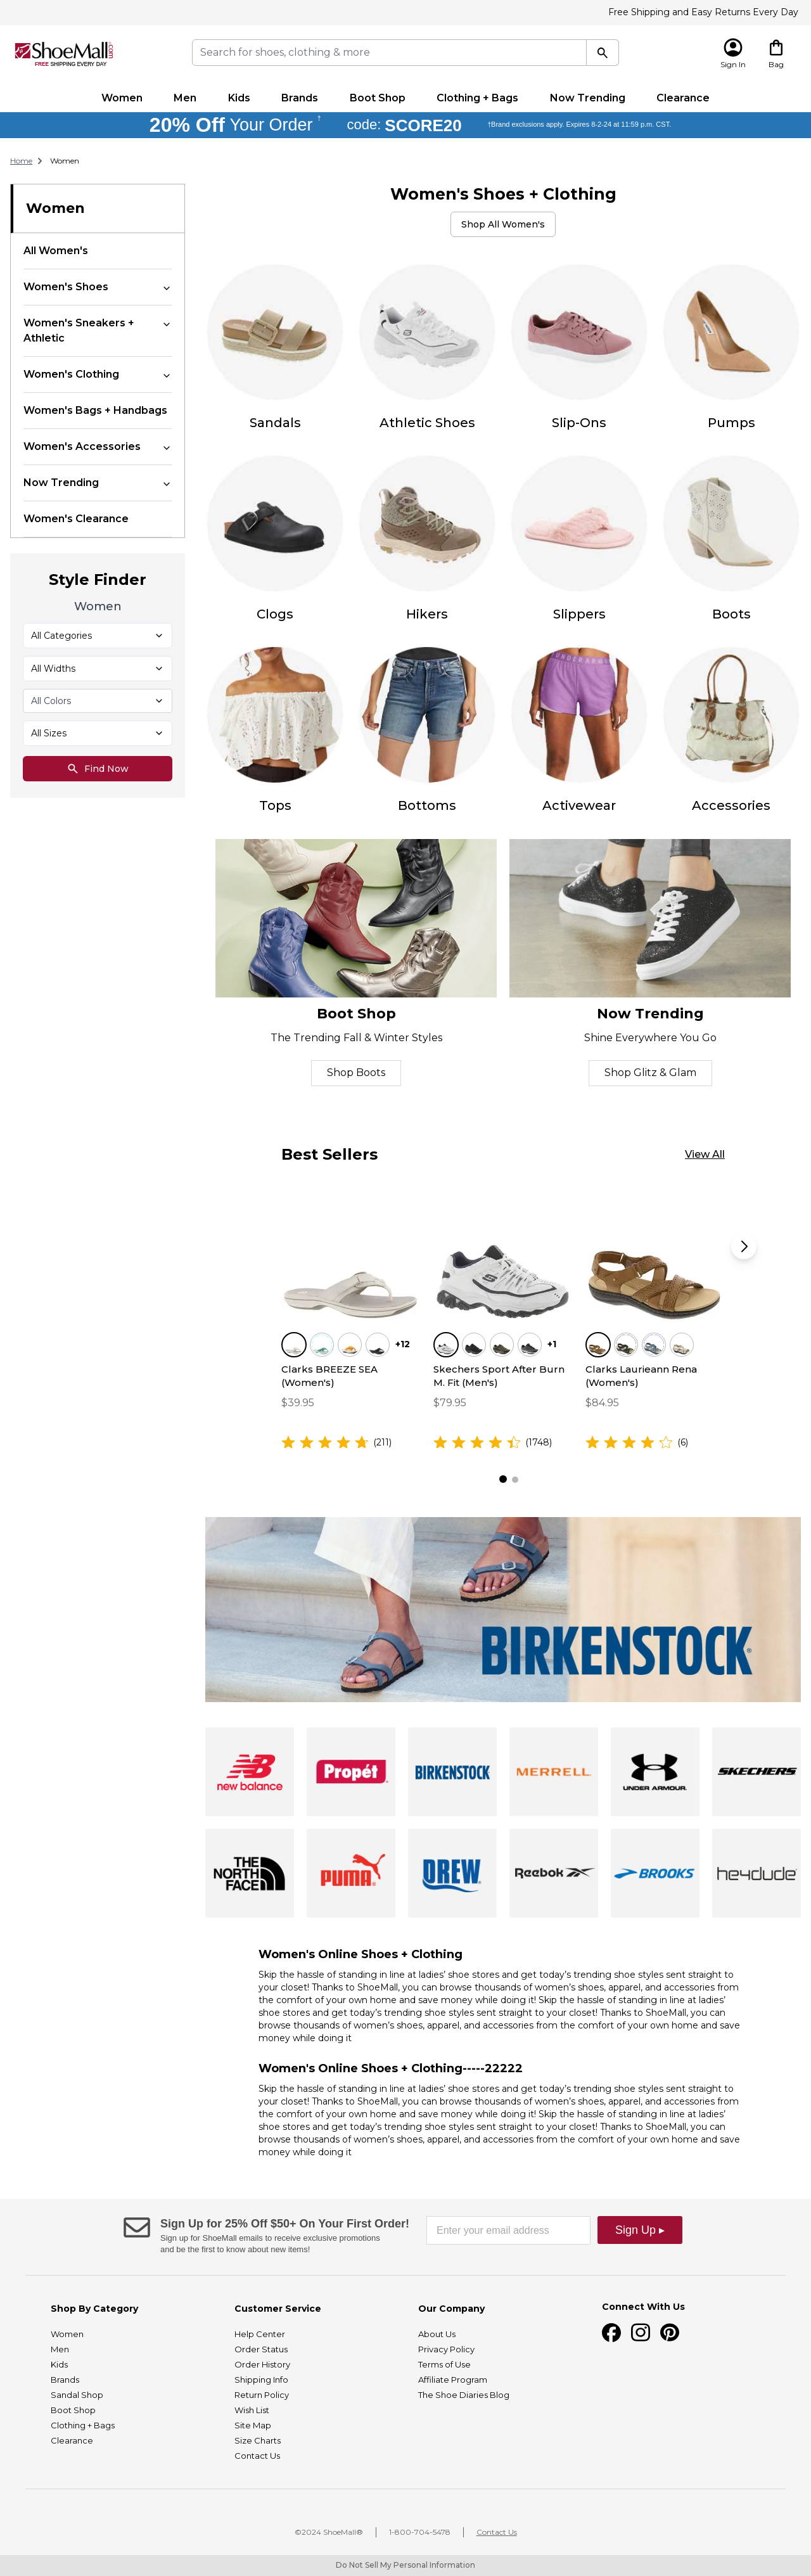 Free Shipping and Easy Returns Every Day
ShoeMall.com
FREE SHIPPING EVERY DAY
Search for shoes, clothing & more
Sign In
Bag
Women Men Kids Brands Boot Shop Clothing + Bags Now Trending Clearance
20% Off Your Order † code: SCORE20 †Brand exclusions apply. Expires 8-2-24 at 11:59 p.m. CST.
Home > Women
Women
All Women's
Women's Shoes
Women's Sneakers +
Athletic
Women's Clothing
Women's Bags + Handbags
Women's Accessories
Now Trending
Women's Clearance
Style Finder
Women
All Categories
All Widths
All Colors
All Sizes
Find Now
Women's Shoes + Clothing
Shop All Women's
Sandals
Athletic Shoes
Slip-Ons
Pumps
Clogs
Hikers
Slippers
Boots
Tops
Bottoms
Activewear
Accessories
Boot Shop
The Trending Fall & Winter Styles
Shop Boots
Now Trending
Shine Everywhere You Go
Shop Glitz & Glam
Best Sellers
View All
+12
Clarks BREEZE SEA
(Women's)
$39.95
(211)
+1
Skechers Sport After Burn
M. Fit (Men's)
$79.95
(1748)
Clarks Laurieann Rena
(Women's)
$84.95
(6)
BIRKENSTOCK
new balance
Propét
BIRKENSTOCK
MERRELL
UNDER ARMOUR
SKECHERS
THE
NORTH
FACE
PUMA
DREW
Reebok
BROOKS
heydude
Women's Online Shoes + Clothing
Skip the hassle of standing in line at ladies’ shoe stores and get today’s trending shoe styles sent straight to
your closet! Thanks to ShoeMall, you can browse thousands of women’s shoes, apparel, and accessories from
the comfort of your own home and save money while doing it! Skip the hassle of standing in line at ladies’
shoe stores and get today’s trending shoe styles sent straight to your closet! Thanks to ShoeMall, you can
browse thousands of women’s shoes, apparel, and accessories from the comfort of your own home and save
money while doing it
Women's Online Shoes + Clothing-----22222
Skip the hassle of standing in line at ladies’ shoe stores and get today’s trending shoe styles sent straight to
your closet! Thanks to ShoeMall, you can browse thousands of women’s shoes, apparel, and accessories from
the comfort of your own home and save money while doing it! Skip the hassle of standing in line at ladies’
shoe stores and get today’s trending shoe styles sent straight to your closet! Thanks to ShoeMall, you can
browse thousands of women’s shoes, apparel, and accessories from the comfort of your own home and save
money while doing it
Sign Up for 25% Off $50+ On Your First Order!
Sign up for ShoeMall emails to receive exclusive promotions
and be the first to know about new items!
Enter your email address
Sign Up ▸
Shop By Category
Women
Men
Kids
Brands
Sandal Shop
Boot Shop
Clothing + Bags
Clearance
Customer Service
Help Center
Order Status
Order History
Shipping Info
Return Policy
Wish List
Site Map
Size Charts
Contact Us
Our Company
About Us
Privacy Policy
Terms of Use
Affiliate Program
The Shoe Diaries Blog
Connect With Us
©2024 ShoeMall® | 1-800-704-5478 | Contact Us
Do Not Sell My Personal Information